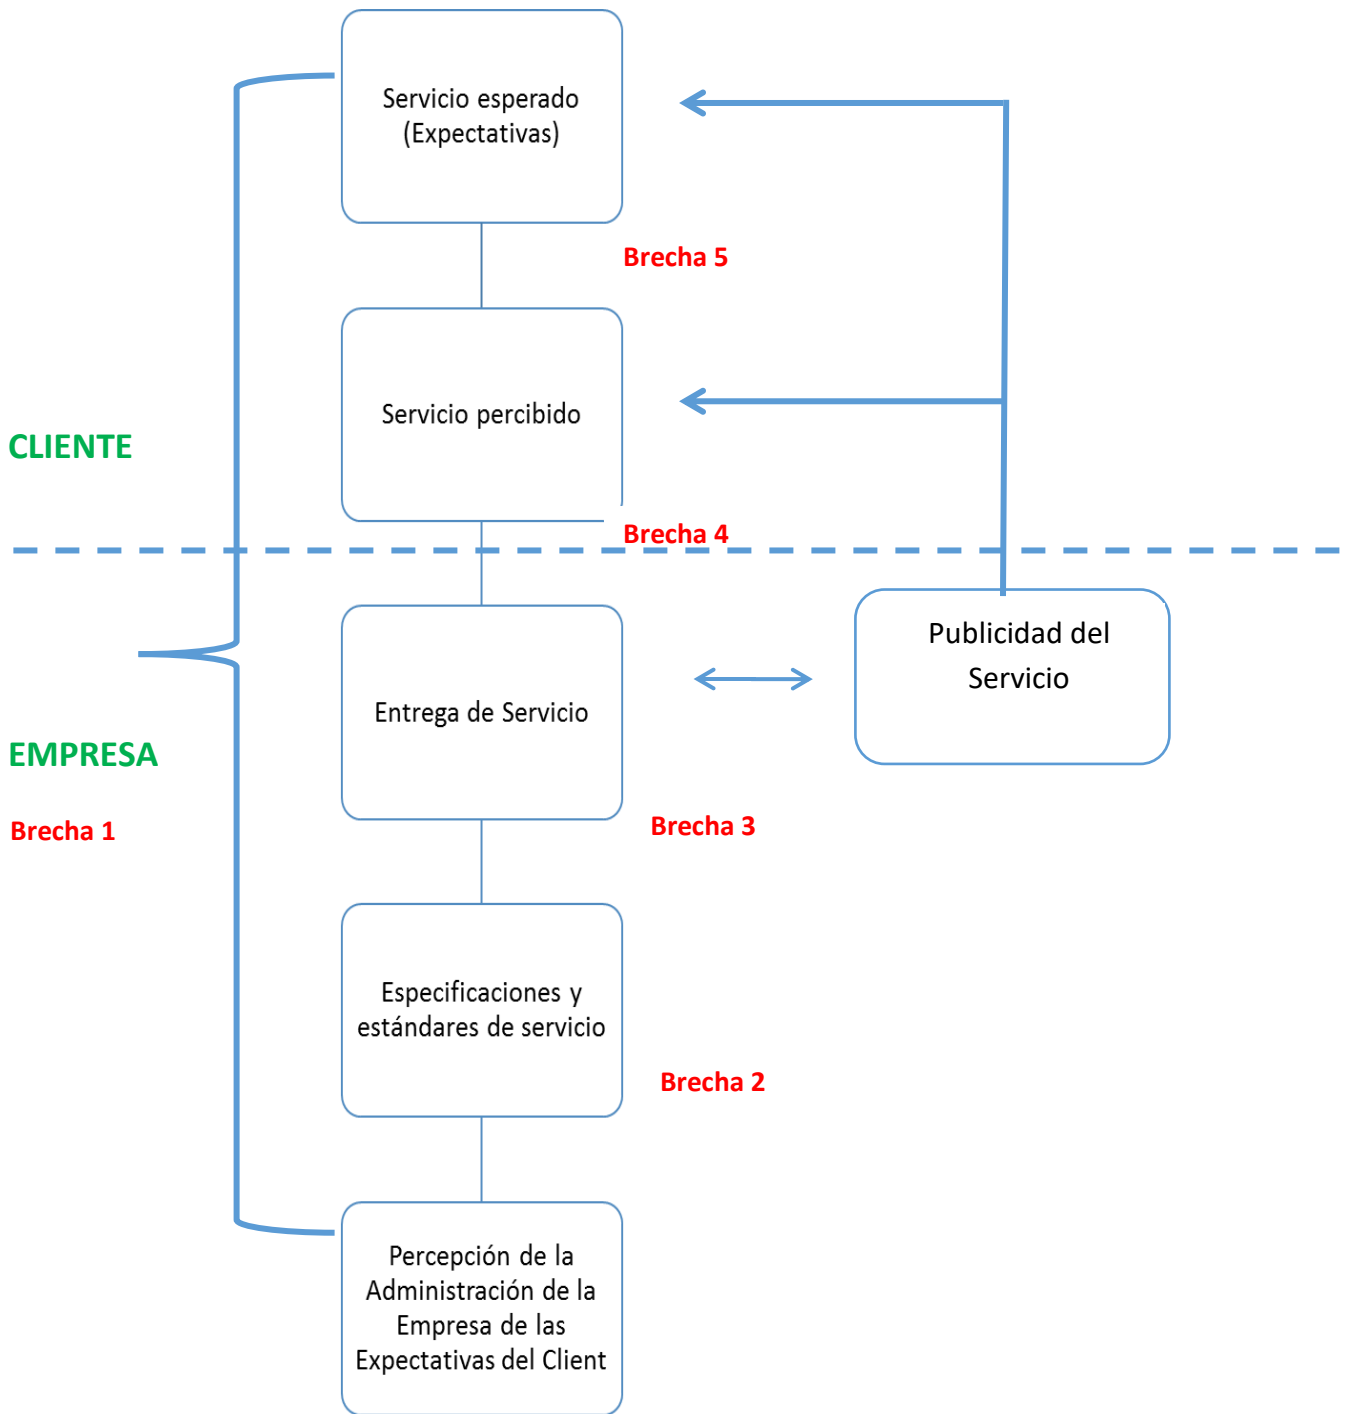 Servicio esperado
(Expectativas)
Brecha 5
Servicio percibido
CLIENTE
Brecha 4
Publicidad del
Servicio
Entrega de Servicio
EMPRESA
Brecha 1
Brecha 3
Especificaciones y
estándares de servicio
Brecha 2
Percepción de la
Administración de la
Empresa de las
Expectativas del Client